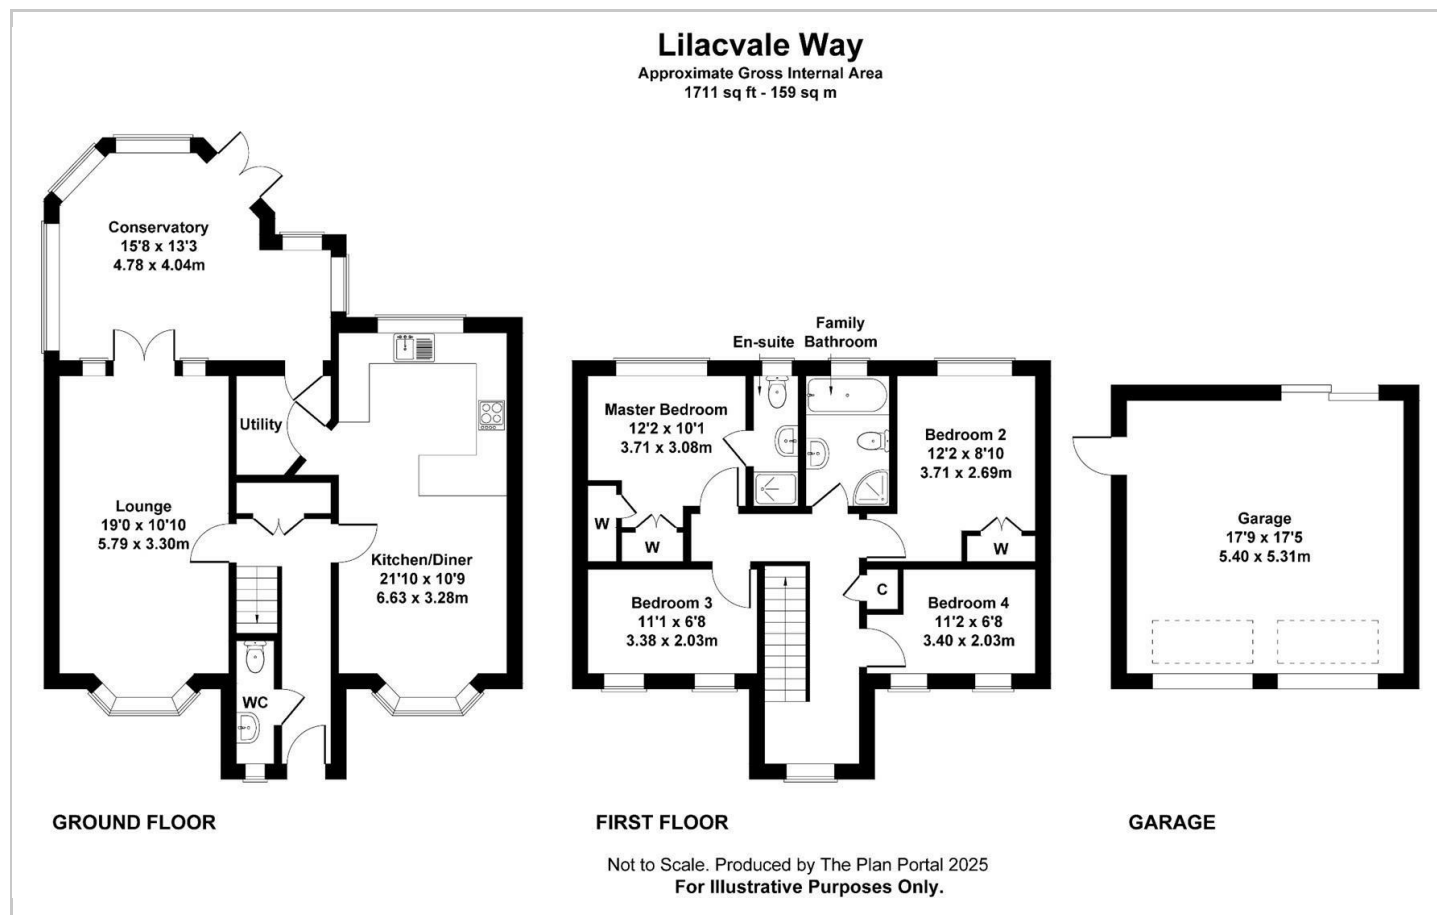 Lilacvale Way
Approximate Gross Internal Area
1711 sq ft - 159 sq m
Conservatory
15'8 x 13'3
4.78 x 4.04m
Utility
Lounge
19'0 x 10'10
5.79 x 3.30m
Kitchen/Diner
21'10 x 10'9
6.63 x 3.28m
WC
GROUND FLOOR
En-suite
Family
Bathroom
Master Bedroom
12'2 x 10'1
3.71 x 3.08m
Bedroom 2
12'2 x 8'10
3.71 x 2.69m
W
W
W
C
Bedroom 3
11'1 x 6'8
3.38 x 2.03m
Bedroom 4
11'2 x 6'8
3.40 x 2.03m
FIRST FLOOR
Garage
17'9 x 17'5
5.40 x 5.31m
GARAGE
Not to Scale. Produced by The Plan Portal 2025
For Illustrative Purposes Only.